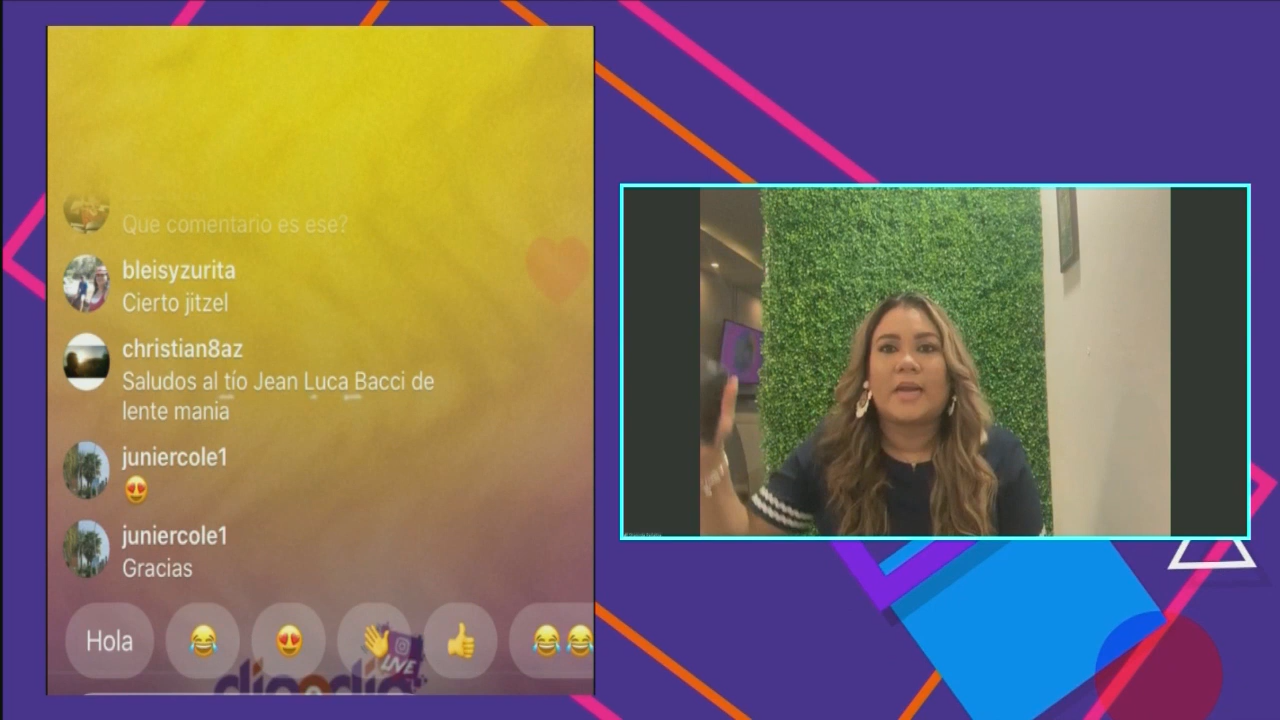 Que comentario es ese?
bleisyzurita
Cierto jitzel
christian8az
Saludos al tío Jean Luca Bacci de
lente mania
juniercole1
😍
juniercole1
Gracias
Hola 😂 😍 👋 👍 😂😂
LIVE